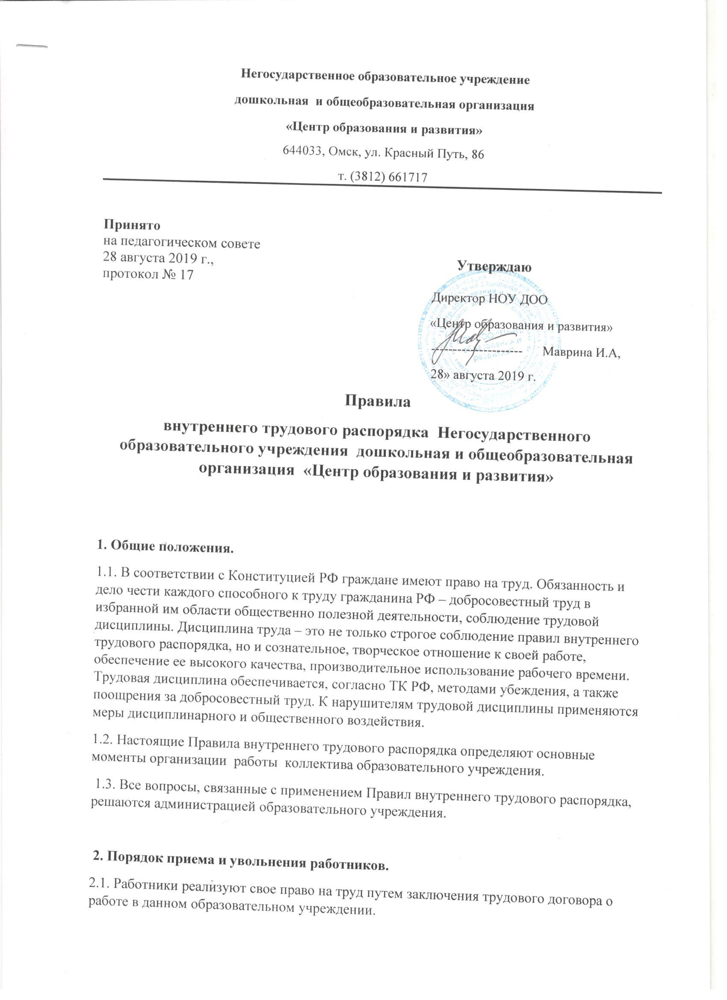 Негосударственное образовательное учреждение
дошкольная и общеобразовательная организация
«Центр образования и развития»
644033, Омск, ул. Красный Путь, 86
т. (3812) 661717
Принято
на педагогическом совете
28 августа 2019 г.,
протокол № 17
Утверждаю
Директор НОУ ДОО
«Центр образования и развития»
---------------------- Маврина И.А,
28» августа 2019 г.
Правила
внутреннего трудового распорядка Негосударственного
образовательного учреждения дошкольная и общеобразовательная
организация «Центр образования и развития»
1. Общие положения.
1.1. В соответствии с Конституцией РФ граждане имеют право на труд. Обязанность и
дело чести каждого способного к труду гражданина РФ – добросовестный труд в
избранной им области общественно полезной деятельности, соблюдение трудовой
дисциплины. Дисциплина труда – это не только строгое соблюдение правил внутреннего
трудового распорядка, но и сознательное, творческое отношение к своей работе,
обеспечение ее высокого качества, производительное использование рабочего времени.
Трудовая дисциплина обеспечивается, согласно ТК РФ, методами убеждения, а также
поощрения за добросовестный труд. К нарушителям трудовой дисциплины применяются
меры дисциплинарного и общественного воздействия.
1.2. Настоящие Правила внутреннего трудового распорядка определяют основные
моменты организации работы коллектива образовательного учреждения.
1.3. Все вопросы, связанные с применением Правил внутреннего трудового распорядка,
решаются администрацией образовательного учреждения.
2. Порядок приема и увольнения работников.
2.1. Работники реализуют свое право на труд путем заключения трудового договора о
работе в данном образовательном учреждении.